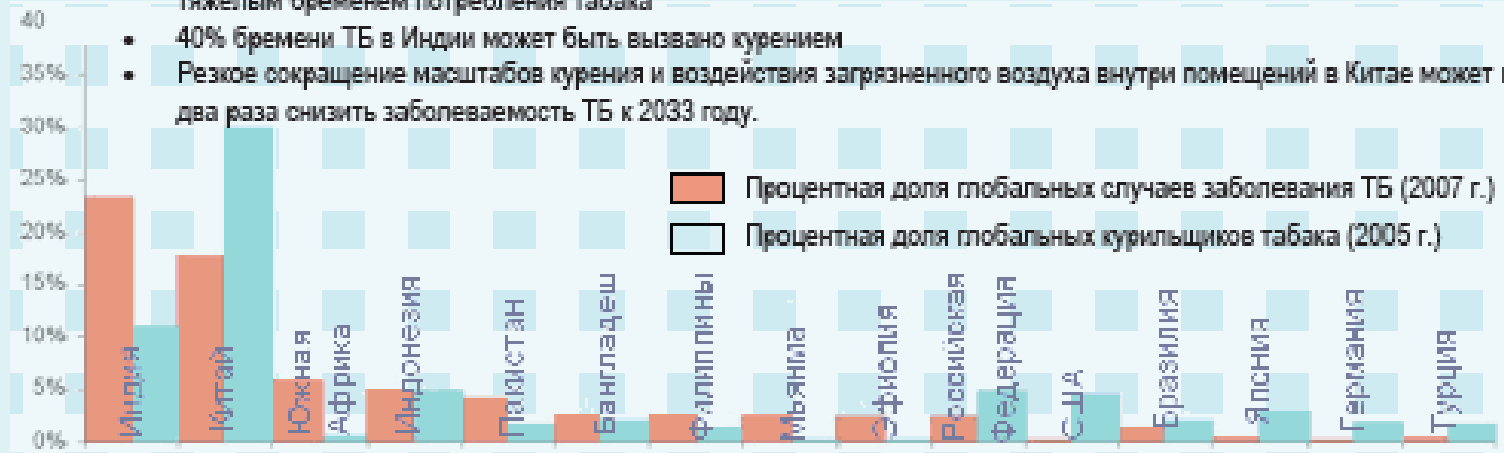 тяжелым бременем потребления табака
• 40% бремени ТБ в Индии может быть вызвано курением
• Резкое сокращение масштабов курения и воздействия загрязненного воздуха внутри помещений в Китае может в
два раза снизить заболеваемость ТБ к 2033 году.
40
35%
30%
25%
20%
15%
10%
5%
0%
Процентная доля глобальных случаев заболевания ТБ (2007 г.)
Процентная доля глобальных курильщиков табака (2005 г.)
Индия
Китай
Южная
Африка
Индонезия
Пакистан
Бангладеш
Филиппины
Мьянма
Эфиопия
Российская
Федерация
США
Бразилия
Япония
Германия
Турция